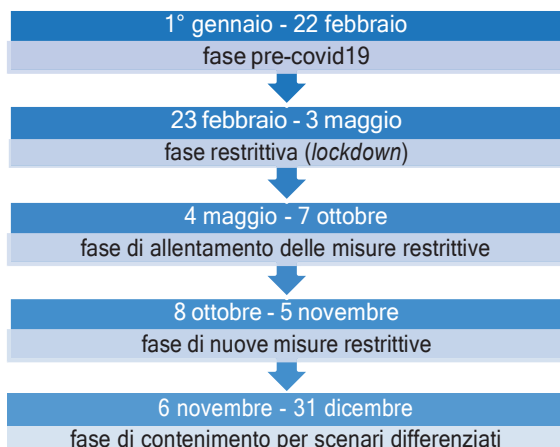 1° gennaio - 22 febbraio
fase pre-covid19
23 febbraio - 3 maggio
fase restrittiva (lockdown)
4 maggio - 7 ottobre
fase di allentamento delle misure restrittive
8 ottobre - 5 novembre
fase di nuove misure restrittive
6 novembre - 31 dicembre
fase di contenimento per scenari differenziati